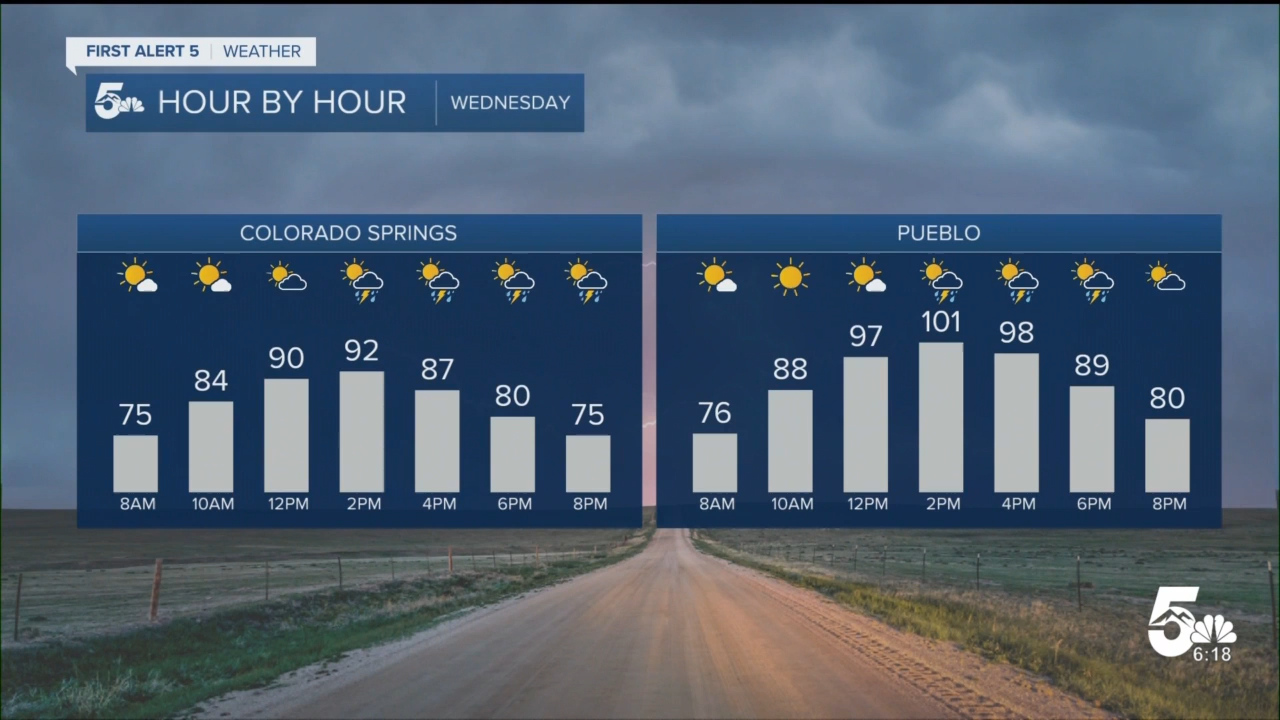 FIRST ALERT 5 | WEATHER
5 HOUR BY HOUR | WEDNESDAY
COLORADO SPRINGS
75 84 90 92 87 80 75
8AM 10AM 12PM 2PM 4PM 6PM 8PM
PUEBLO
76 88 97 101 98 89 80
8AM 10AM 12PM 2PM 4PM 6PM 8PM
5
6:18